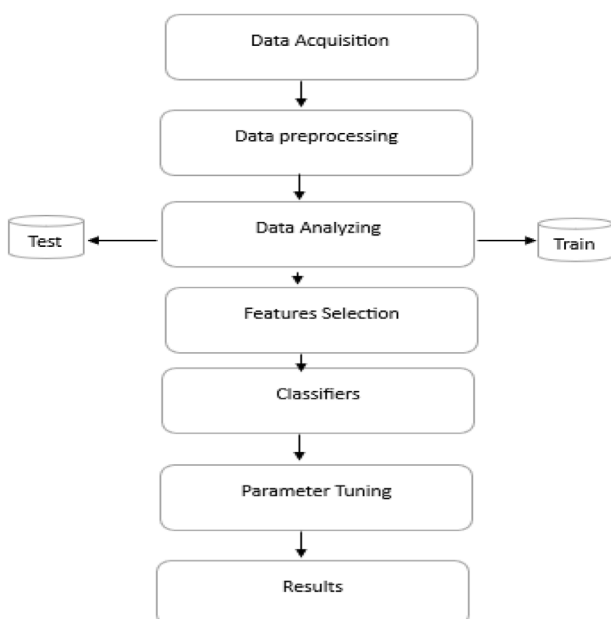 Data Acquisition
Data preprocessing
Data Analyzing
Test
Train
Features Selection
Classifiers
Parameter Tuning
Results